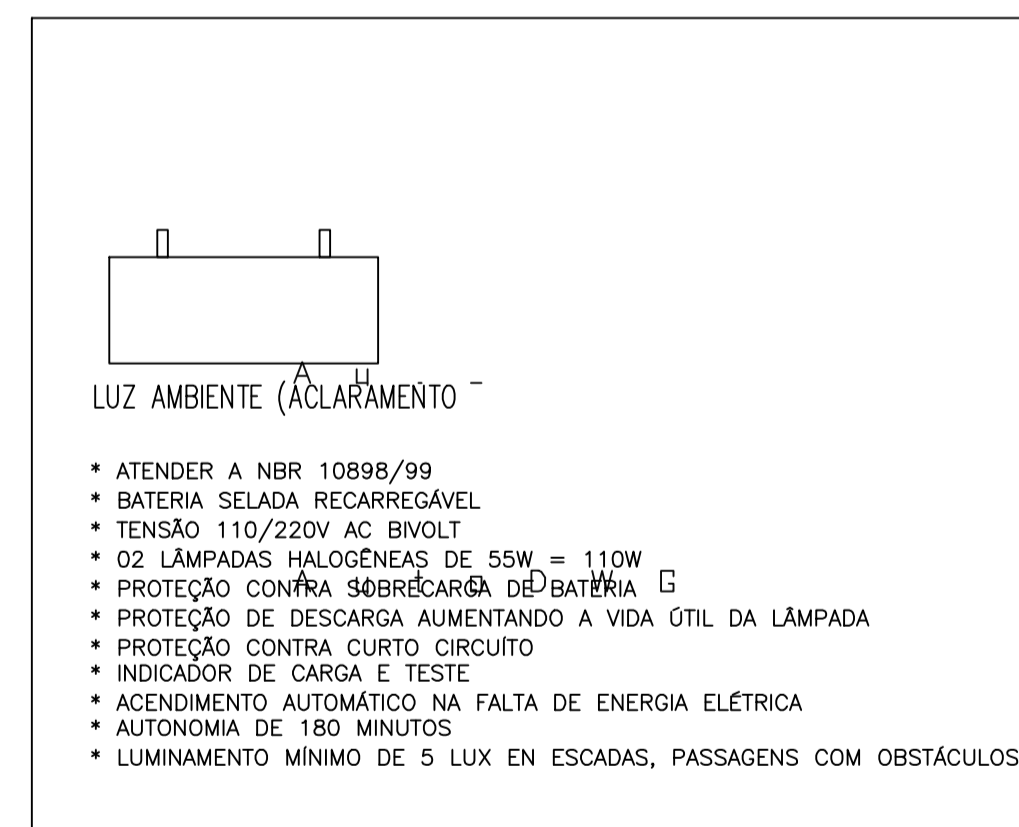 LUZ AMBIENTE (ACLARAMENTO
* ATENDER A NBR 10898/99
* BATERIA SELADA RECARREGÁVEL
* TENSÃO 110/220V AC BIVOLT
* 02 LÂMPADAS HALOGÊNEAS DE 55W = 110W
* PROTEÇÃO CONTRA SOBRECARGA DE BATERIA
* PROTEÇÃO DE DESCARGA AUMENTANDO A VIDA ÚTIL DA LÂMPADA
* PROTEÇÃO CONTRA CURTO CIRCUÍTO
* INDICADOR DE CARGA E TESTE
* ACENDIMENTO AUTOMÁTICO NA FALTA DE ENERGIA ELÉTRICA
* AUTONOMIA DE 180 MINUTOS
* LUMINAMENTO MÍNIMO DE 5 LUX EN ESCADAS, PASSAGENS COM OBSTÁCULOS